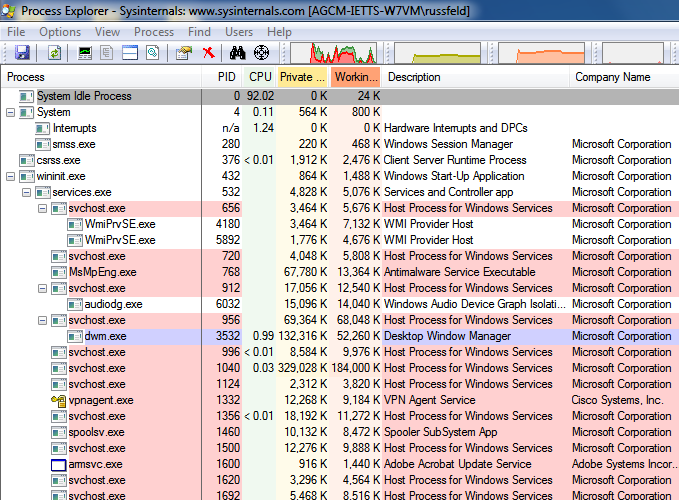 Process Explorer - Sysinternals: www.sysinternals.com [AGCM-IETTS-W7VM\russfeld]
File Options View Process Find Users Help
Process PID CPU Private ... Workin... Description Company Name
System Idle Process 0 92.02 0 K 24 K
System 4 0.11 564 K 800 K
Interrupts n/a 1.24 0 K 0 K Hardware Interrupts and DPCs
smss.exe 280 220 K 468 K Windows Session Manager Microsoft Corporation
csrss.exe 376 < 0.01 1,912 K 2,476 K Client Server Runtime Process Microsoft Corporation
wininit.exe 432 864 K 1,488 K Windows Start-Up Application Microsoft Corporation
services.exe 532 4,828 K 5,076 K Services and Controller app Microsoft Corporation
svchost.exe 656 3,464 K 5,676 K Host Process for Windows Services Microsoft Corporation
WmiPrvSE.exe 4180 3,464 K 7,132 K WMI Provider Host Microsoft Corporation
WmiPrvSE.exe 5892 1,776 K 4,676 K WMI Provider Host Microsoft Corporation
svchost.exe 720 4,048 K 5,808 K Host Process for Windows Services Microsoft Corporation
MsMpEng.exe 768 67,780 K 13,364 K Antimalware Service Executable Microsoft Corporation
svchost.exe 912 17,056 K 12,540 K Host Process for Windows Services Microsoft Corporation
audiodg.exe 6032 15,096 K 14,040 K Windows Audio Device Graph Isolati... Microsoft Corporation
svchost.exe 956 69,364 K 68,048 K Host Process for Windows Services Microsoft Corporation
dwm.exe 3532 0.99 132,316 K 52,260 K Desktop Window Manager Microsoft Corporation
svchost.exe 996 < 0.01 8,584 K 9,976 K Host Process for Windows Services Microsoft Corporation
svchost.exe 1040 0.03 329,028 K 184,000 K Host Process for Windows Services Microsoft Corporation
svchost.exe 1124 2,312 K 3,820 K Host Process for Windows Services Microsoft Corporation
vpnagent.exe 1332 12,268 K 9,184 K VPN Agent Service Cisco Systems, Inc.
svchost.exe 1356 < 0.01 18,192 K 11,272 K Host Process for Windows Services Microsoft Corporation
spoolsv.exe 1460 10,132 K 8,472 K Spooler SubSystem App Microsoft Corporation
svchost.exe 1500 12,276 K 9,888 K Host Process for Windows Services Microsoft Corporation
armsvc.exe 1600 916 K 1,440 K Adobe Acrobat Update Service Adobe Systems Incor...
svchost.exe 1620 3,296 K 4,564 K Host Process for Windows Services Microsoft Corporation
svchost.exe 1692 5,468 K 8,516 K Host Process for Windows Services Microsoft Corporation